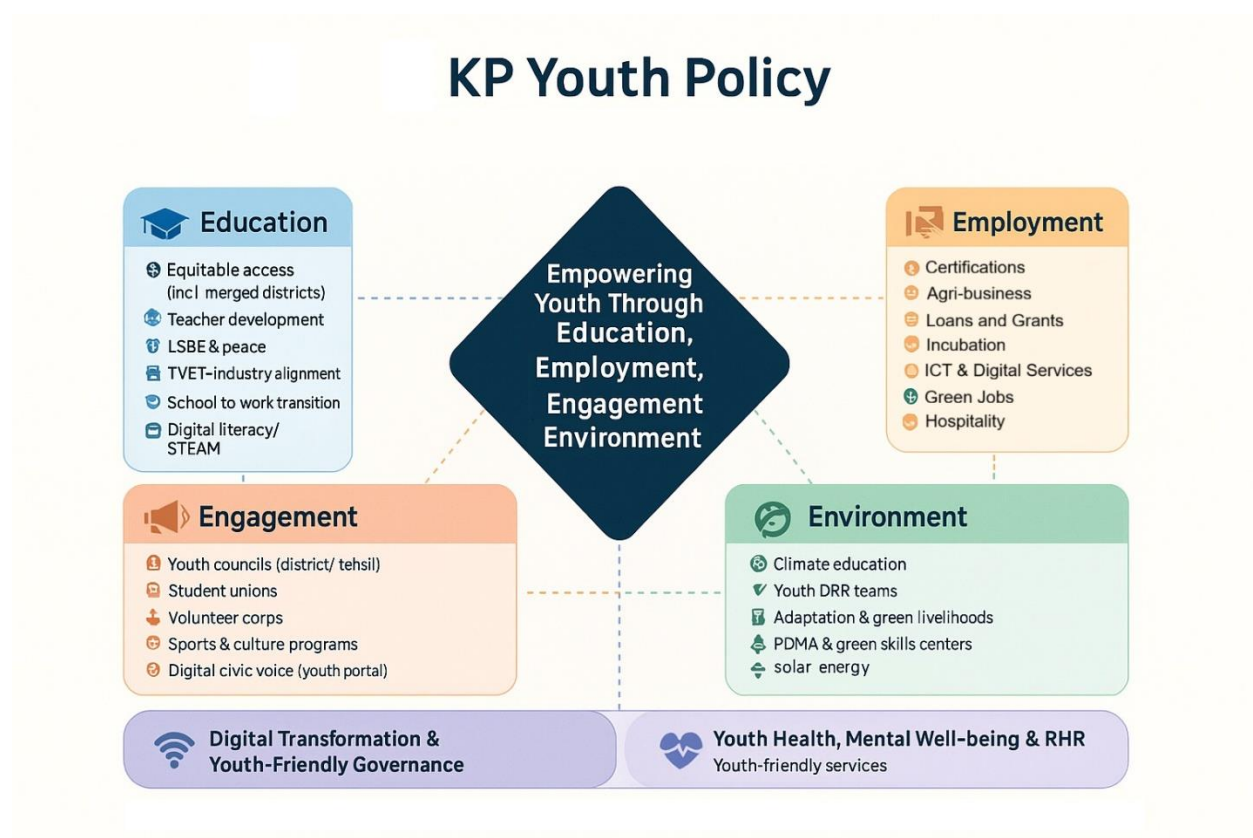 KP Youth Policy
Education
Equitable access
(incl merged districts)
Teacher development
LSBE & peace
TVET-industry alignment
School to work transition
Digital literacy/
STEAM
Empowering
Youth Through
Education,
Employment,
Engagement
Environment
Employment
Certifications
Agri-business
Loans and Grants
Incubation
ICT & Digital Services
Green Jobs
Hospitality
Engagement
Youth councils (district/ tehsil)
Student unions
Volunteer corps
Sports & culture programs
Digital civic voice (youth portal)
Environment
Climate education
Youth DRR teams
Adaptation & green livelihoods
PDMA & green skills centers
solar energy
Digital Transformation &
Youth-Friendly Governance
Youth Health, Mental Well-being & RHR
Youth-friendly services